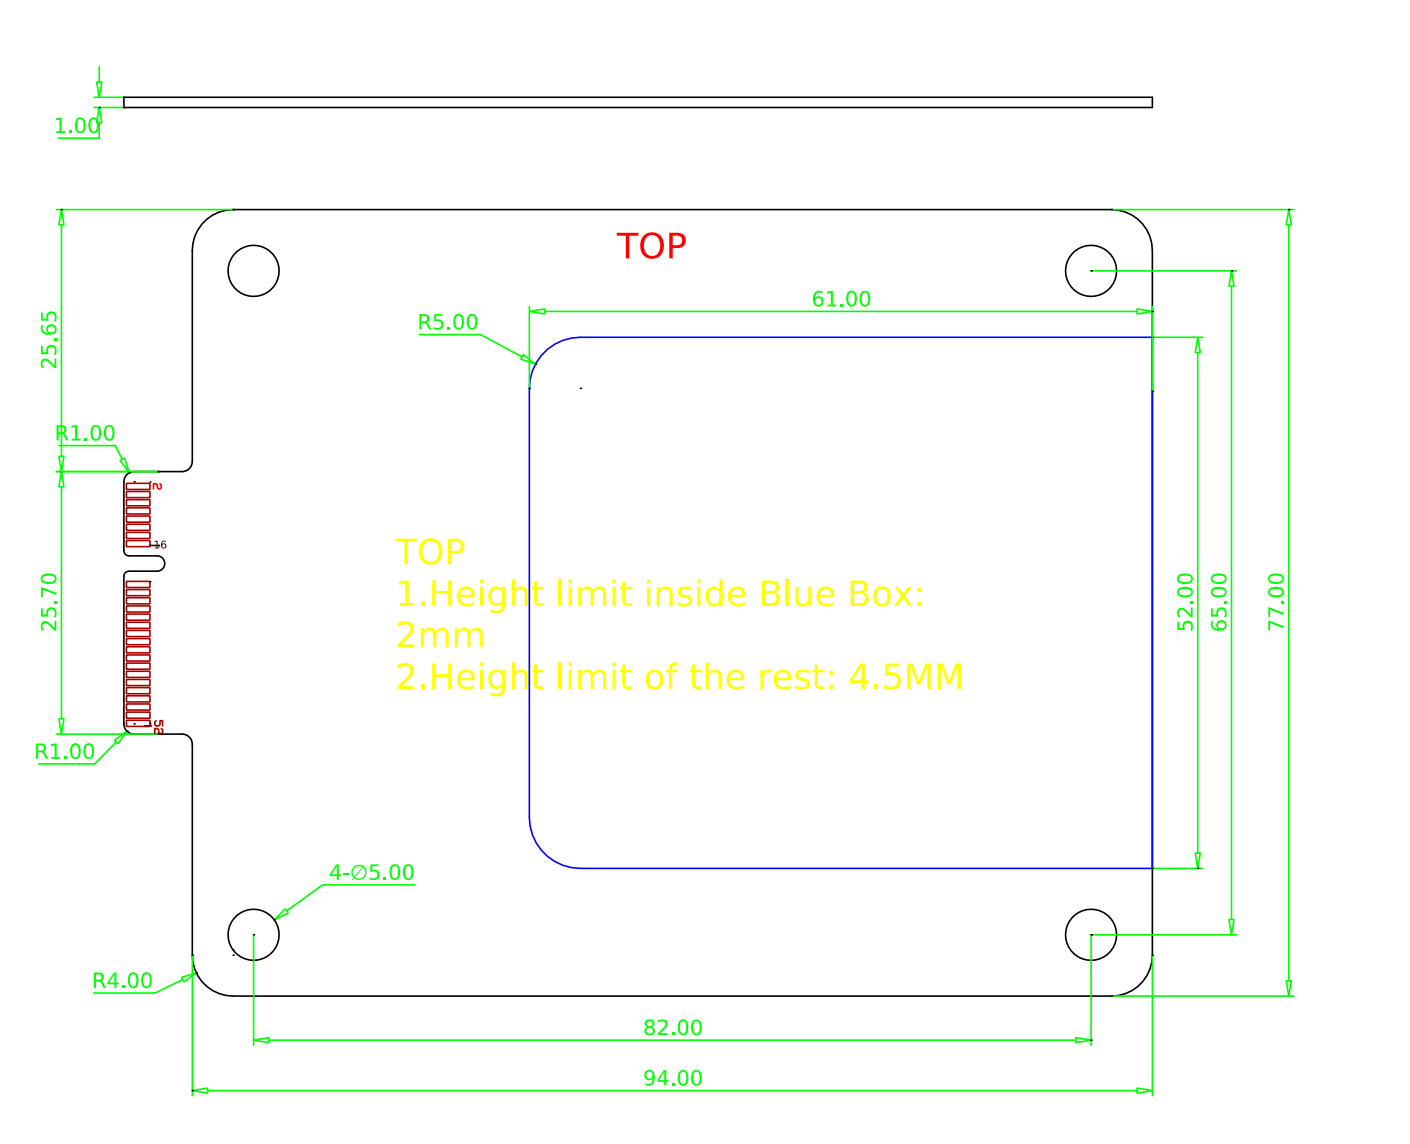 1.00
TOP
61.00
R5.00
25.65
R1.00
2
16
TOP
1.Height limit inside Blue Box:
2mm
2.Height limit of the rest: 4.5MM
25.70
52.00
65.00
77.00
52
R1.00
4-∅5.00
R4.00
82.00
94.00